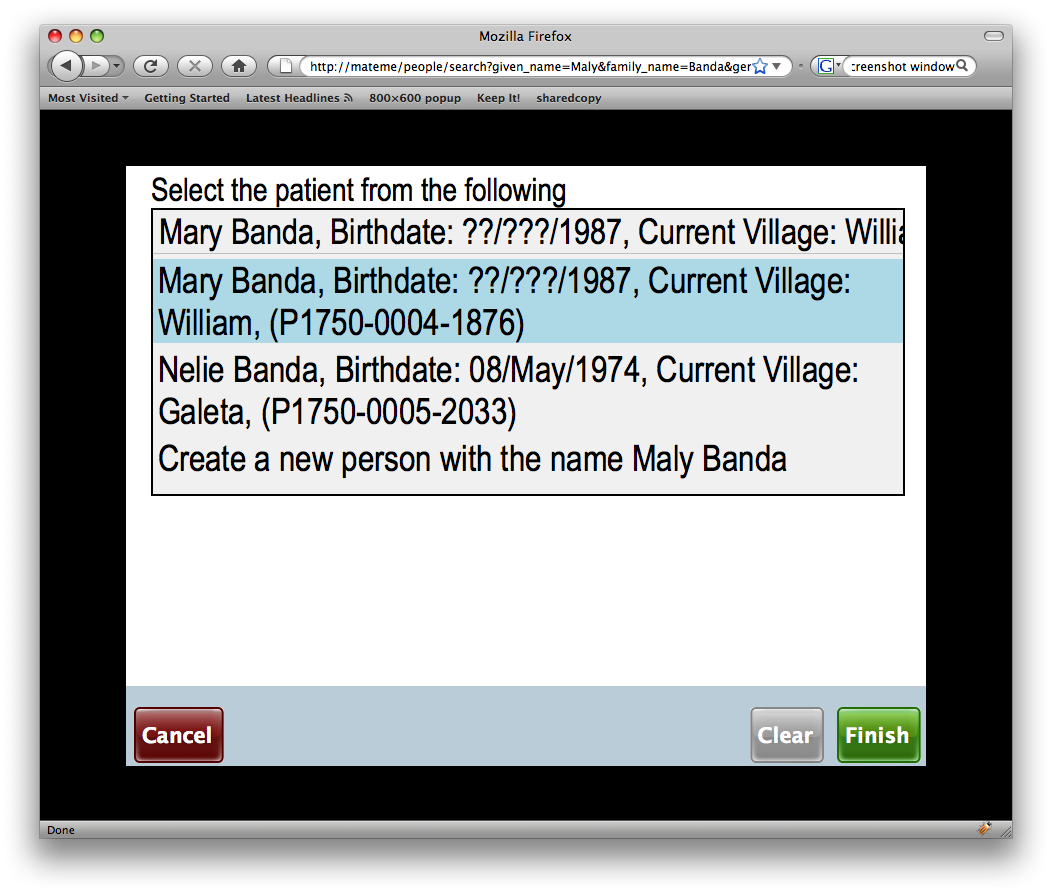 Mozilla Firefox
http://mateme/people/search?given_name=Maly&family_name=Banda&ger
creenshot window
Most Visited Getting Started Latest Headlines 800×600 popup Keep It! sharedcopy
Select the patient from the following
Mary Banda, Birthdate: ??/???/1987, Current Village: Willia
Mary Banda, Birthdate: ??/???/1987, Current Village:
William, (P1750-0004-1876)
Nelie Banda, Birthdate: 08/May/1974, Current Village:
Galeta, (P1750-0005-2033)
Create a new person with the name Maly Banda
Cancel Clear Finish
Done